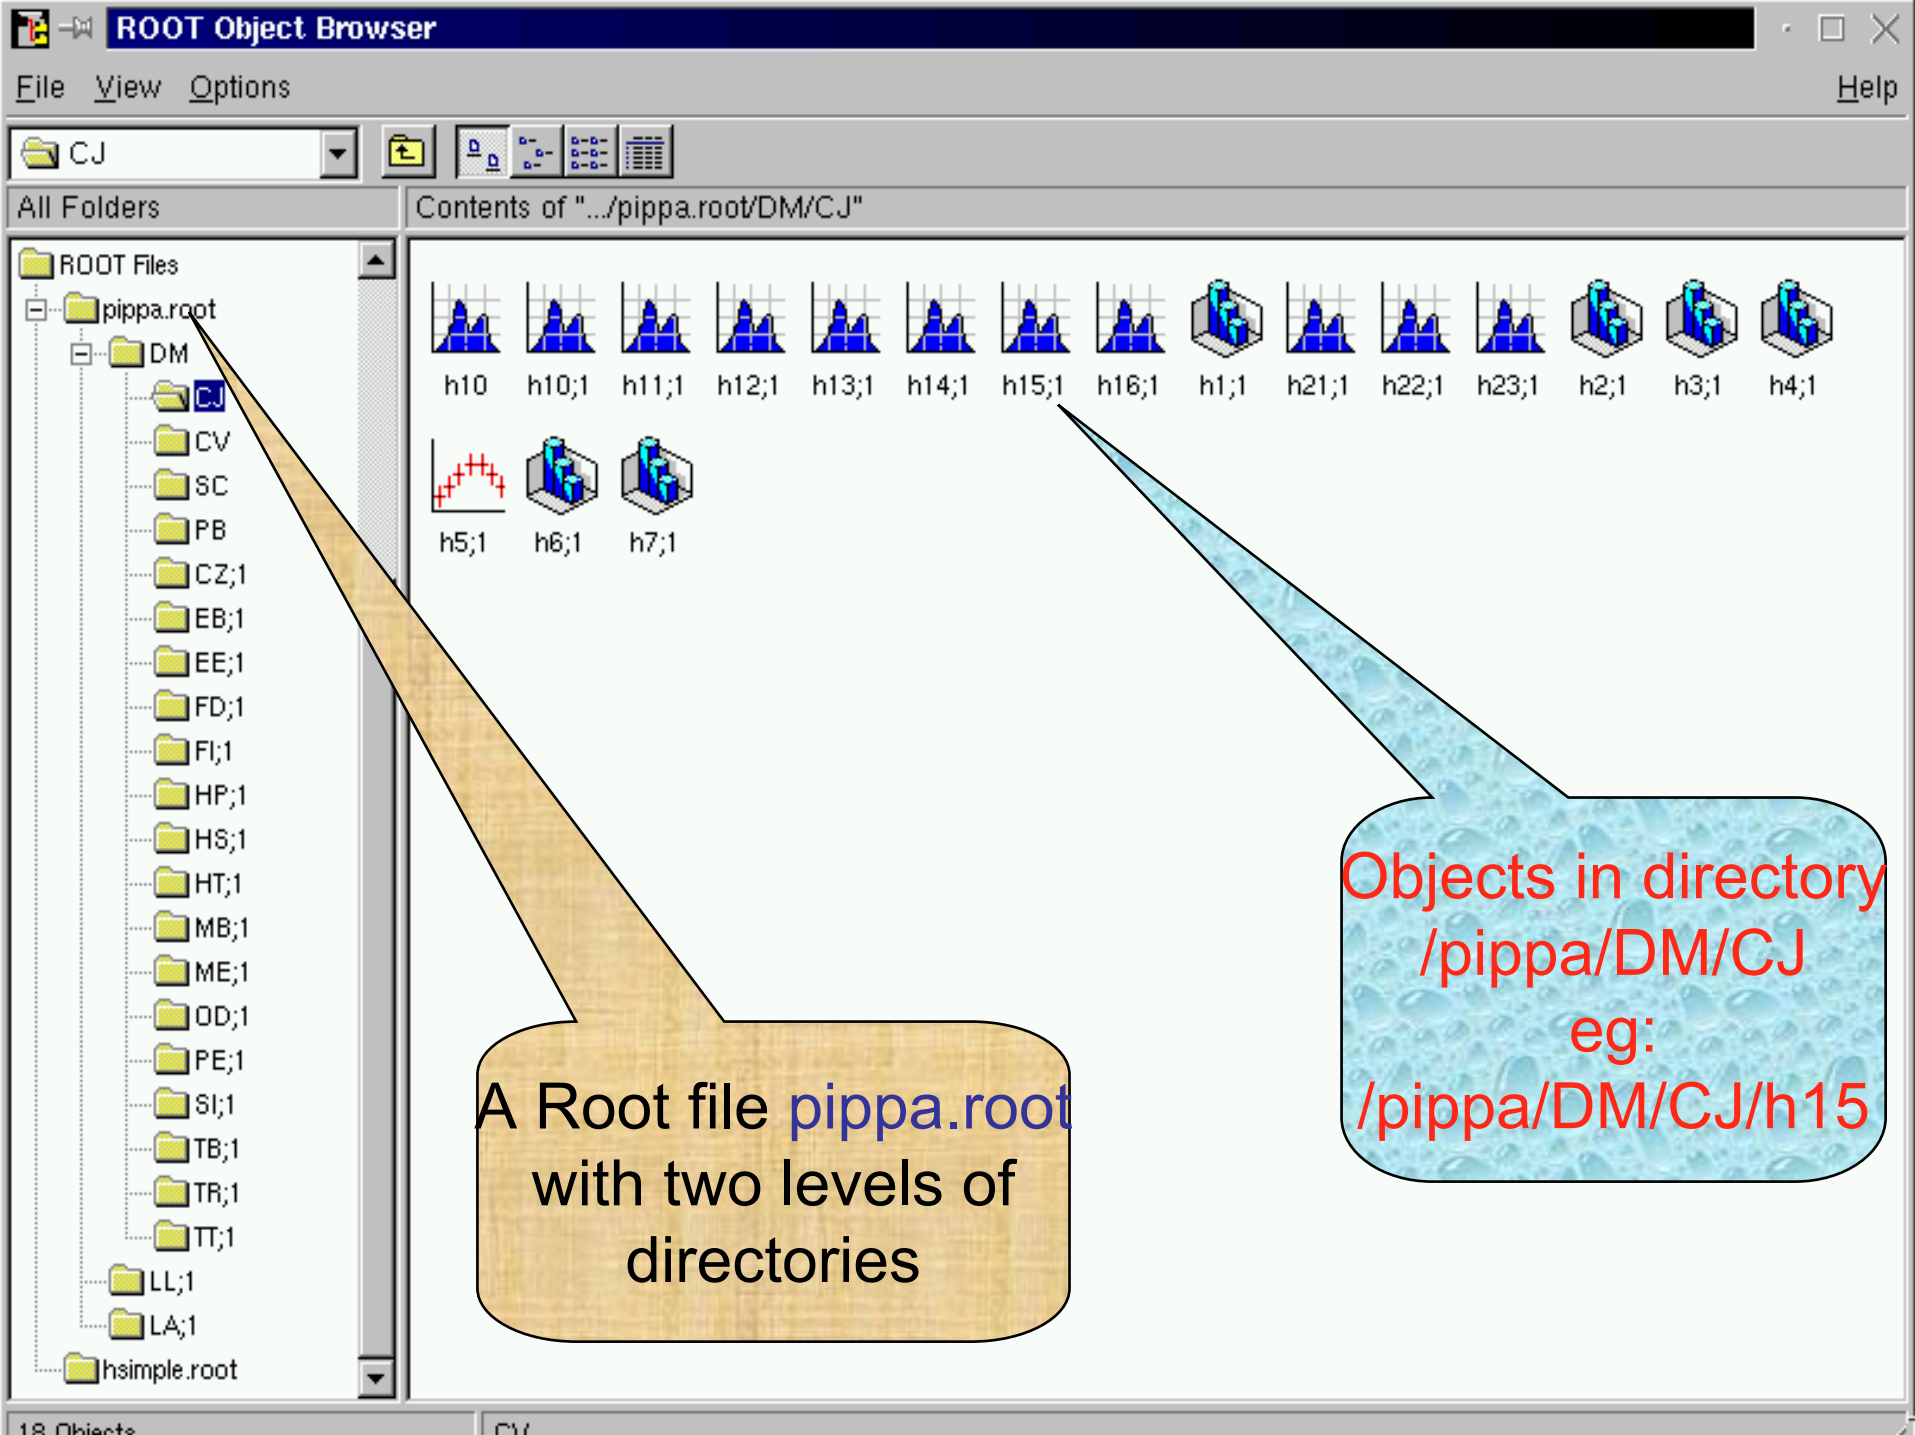 ROOT Object Browser
File View Options Help
CJ
All Folders
Contents of ".../pippa.root/DM/CJ"
ROOT Files
pippa.root
DM
CJ
CV
SC
PB
CZ;1
EB;1
EE;1
FD;1
FI;1
HP;1
HS;1
HT;1
MB;1
ME;1
OD;1
PE;1
SI;1
TB;1
TR;1
TT;1
LL;1
LA;1
hsimple.root
h10 h10;1 h11;1 h12;1 h13;1 h14;1 h15;1 h16;1 h1;1 h21;1 h22;1 h23;1 h2;1 h3;1 h4;1
h5;1 h6;1 h7;1
A Root file pippa.root
with two levels of
directories
Objects in directory
/pippa/DM/CJ
eg:
/pippa/DM/CJ/h15
18 Objects
CV